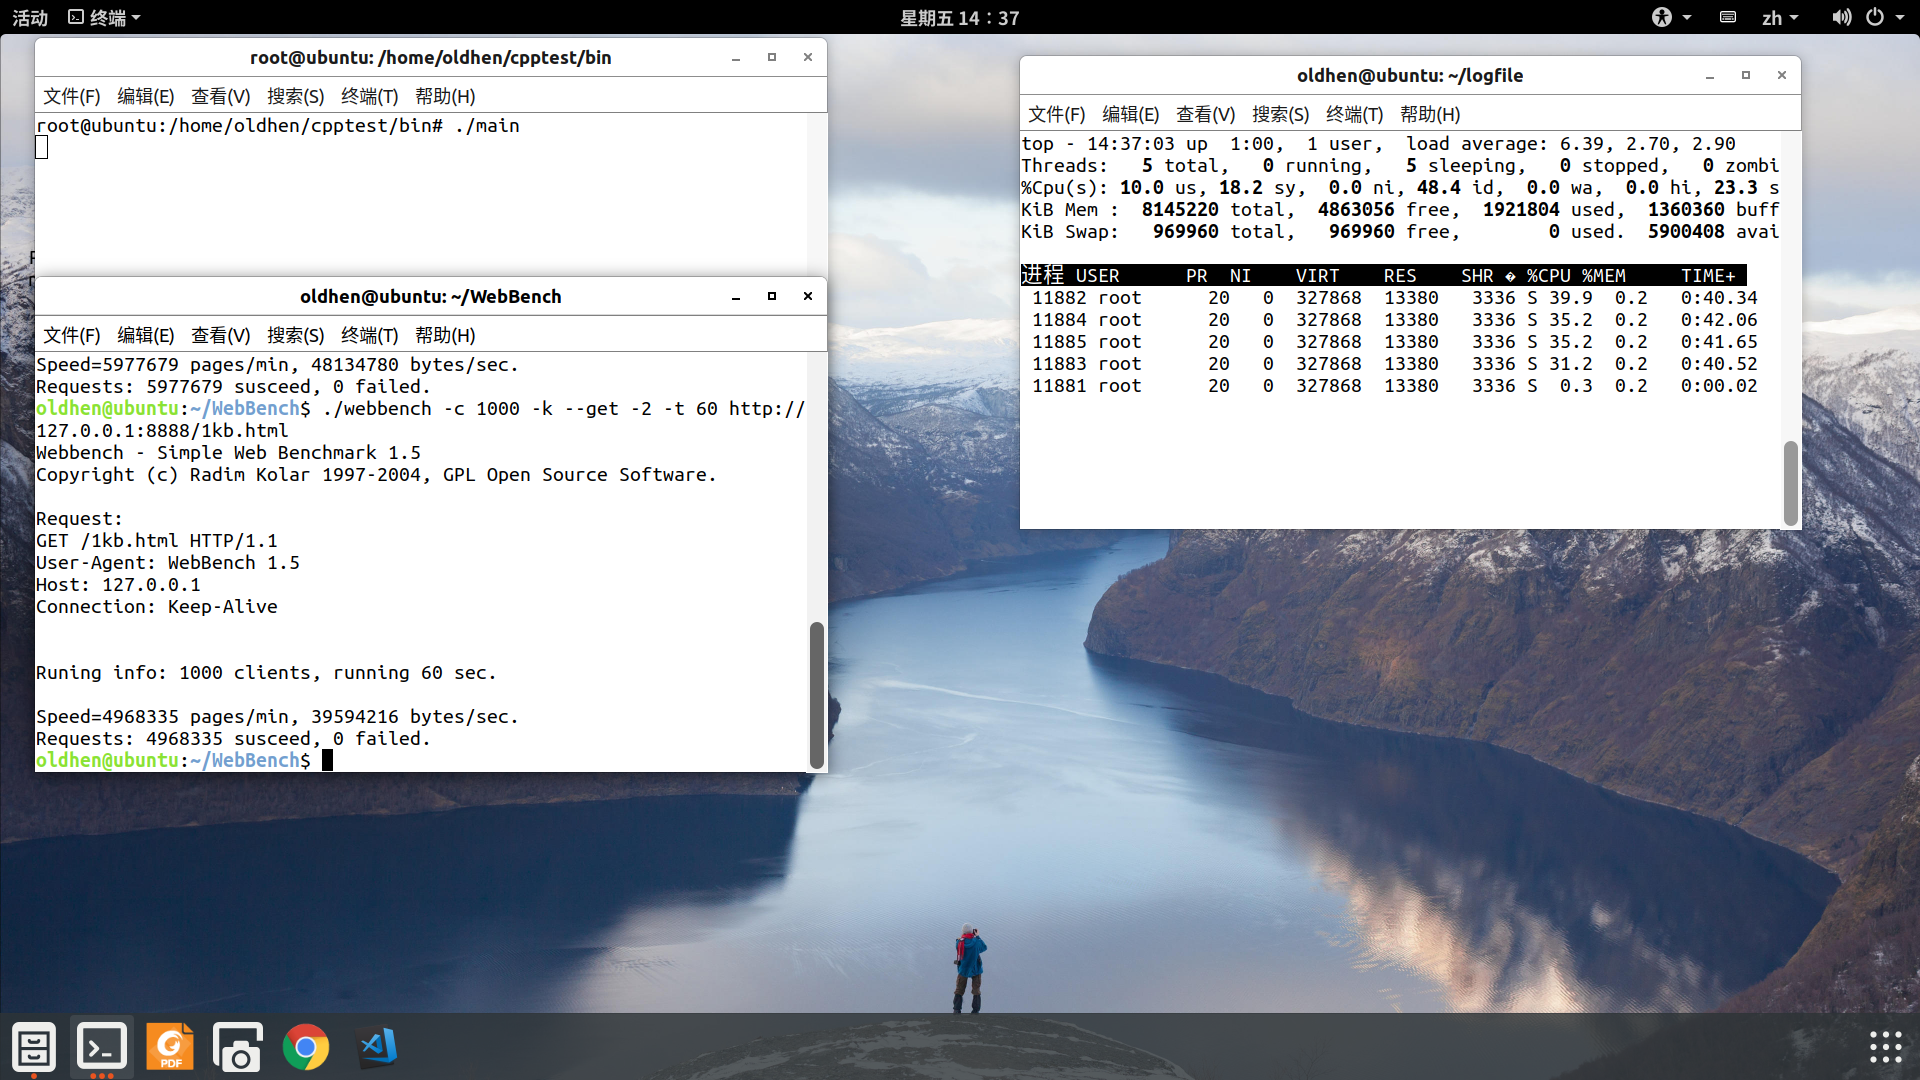 活动 终端 星期五 14：37 zh
root@ubuntu: /home/oldhen/cpptest/bin
文件(F) 编辑(E) 查看(V) 搜索(S) 终端(T) 帮助(H)
root@ubuntu:/home/oldhen/cpptest/bin# ./main
oldhen@ubuntu: ~/WebBench
文件(F) 编辑(E) 查看(V) 搜索(S) 终端(T) 帮助(H)
Speed=5977679 pages/min, 48134780 bytes/sec.
Requests: 5977679 susceed, 0 failed.
oldhen@ubuntu:~/WebBench$ ./webbench -c 1000 -k --get -2 -t 60 http://
127.0.0.1:8888/1kb.html
Webbench - Simple Web Benchmark 1.5
Copyright (c) Radim Kolar 1997-2004, GPL Open Source Software.
Request:
GET /1kb.html HTTP/1.1
User-Agent: WebBench 1.5
Host: 127.0.0.1
Connection: Keep-Alive
Runing info: 1000 clients, running 60 sec.
Speed=4968335 pages/min, 39594216 bytes/sec.
Requests: 4968335 susceed, 0 failed.
oldhen@ubuntu:~/WebBench$
oldhen@ubuntu: ~/logfile
文件(F) 编辑(E) 查看(V) 搜索(S) 终端(T) 帮助(H)
top - 14:37:03 up  1:00,  1 user,  load average: 6.39, 2.70, 2.90
Threads:   5 total,   0 running,   5 sleeping,   0 stopped,   0 zombi
%Cpu(s): 10.0 us, 18.2 sy,  0.0 ni, 48.4 id,  0.0 wa,  0.0 hi, 23.3 s
KiB Mem :  8145220 total,  4863056 free,  1921804 used,  1360360 buff
KiB Swap:   969960 total,   969960 free,        0 used.  5900408 avai
进程 USER      PR  NI    VIRT    RES    SHR � %CPU %MEM     TIME+
11882 root      20   0  327868  13380   3336 S 39.9  0.2   0:40.34
11884 root      20   0  327868  13380   3336 S 35.2  0.2   0:42.06
11885 root      20   0  327868  13380   3336 S 35.2  0.2   0:41.65
11883 root      20   0  327868  13380   3336 S 31.2  0.2   0:40.52
11881 root      20   0  327868  13380   3336 S  0.3  0.2   0:00.02
PDF